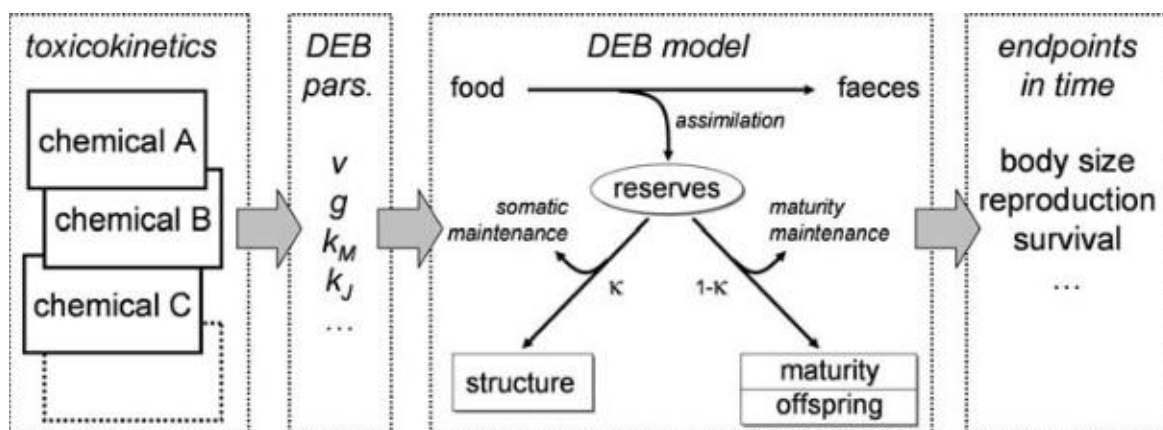 toxicokinetics
chemical A
chemical B
chemical C
DEB
pars.
v
g
k_M
k_J
...
DEB model
food
faeces
assimilation
reserves
somatic
maintenance
maturity
maintenance
κ
1-κ
structure
maturity
offspring
endpoints
in time
body size
reproduction
survival
...